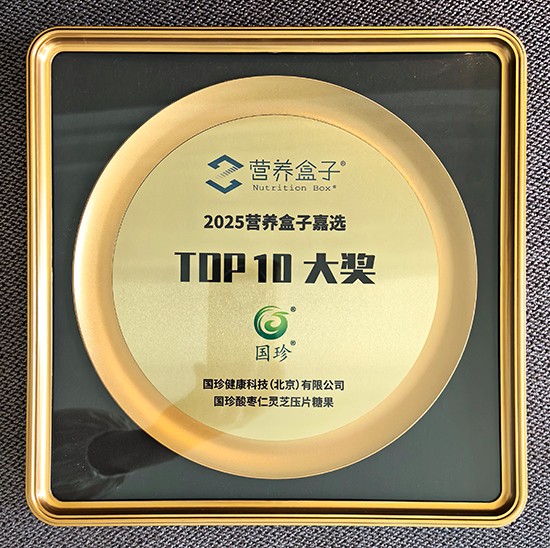 营养盒子®
Nutrition Box®
2025营养盒子嘉选
TOP 10 大奖
®
国珍®
国珍健康科技(北京)有限公司
国珍酸枣仁灵芝压片糖果